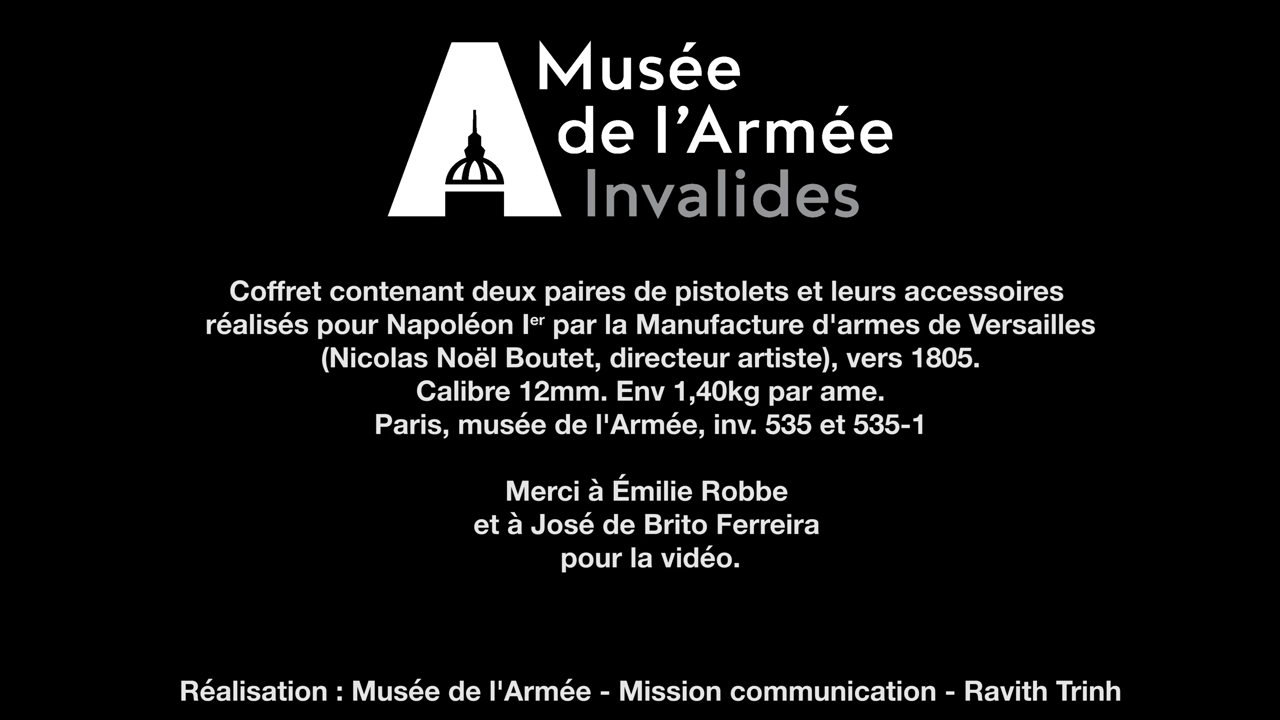 Musée
de l’Armée
Invalides
Coffret contenant deux paires de pistolets et leurs accessoires
réalisés pour Napoléon Ier par la Manufacture d'armes de Versailles
(Nicolas Noël Boutet, directeur artiste), vers 1805.
Calibre 12mm. Env 1,40kg par ame.
Paris, musée de l'Armée, inv. 535 et 535-1
Merci à Émilie Robbe
et à José de Brito Ferreira
pour la vidéo.
Réalisation : Musée de l'Armée - Mission communication - Ravith Trinh